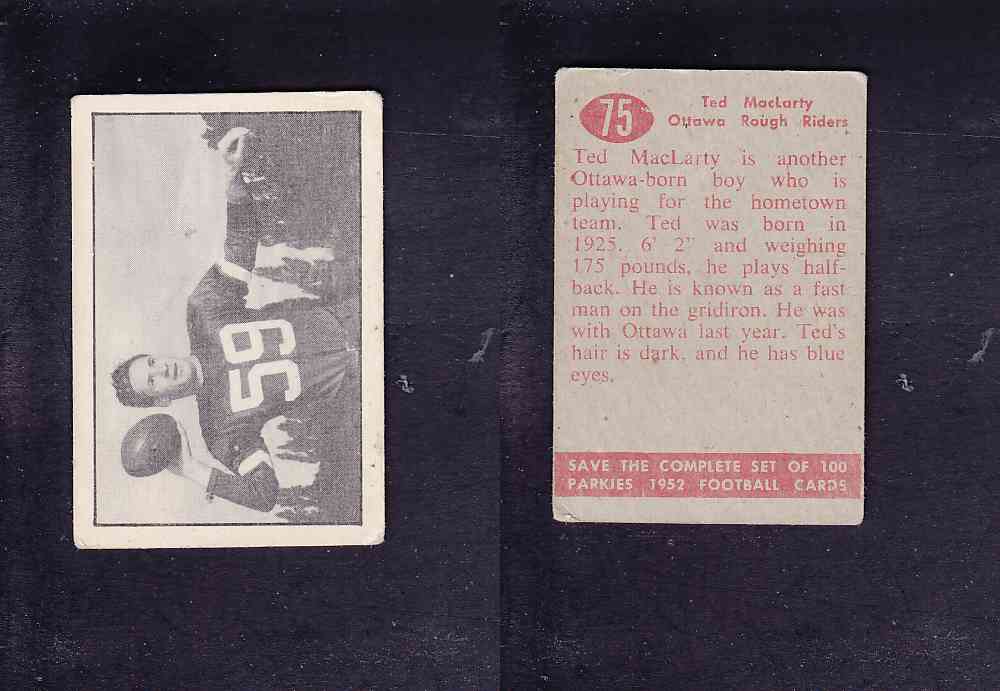 59
75
Ted MacLarty
Ottawa Rough Riders
Ted MacLarty is another
Ottawa-born boy who is
playing for the hometown
team. Ted was born in
1925. 6' 2" and weighing
175 pounds, he plays half-
back. He is known as a fast
man on the gridiron. He was
with Ottawa last year. Ted's
hair is dark, and he has blue
eyes.
SAVE THE COMPLETE SET OF 100
PARKIES 1952 FOOTBALL CARDS